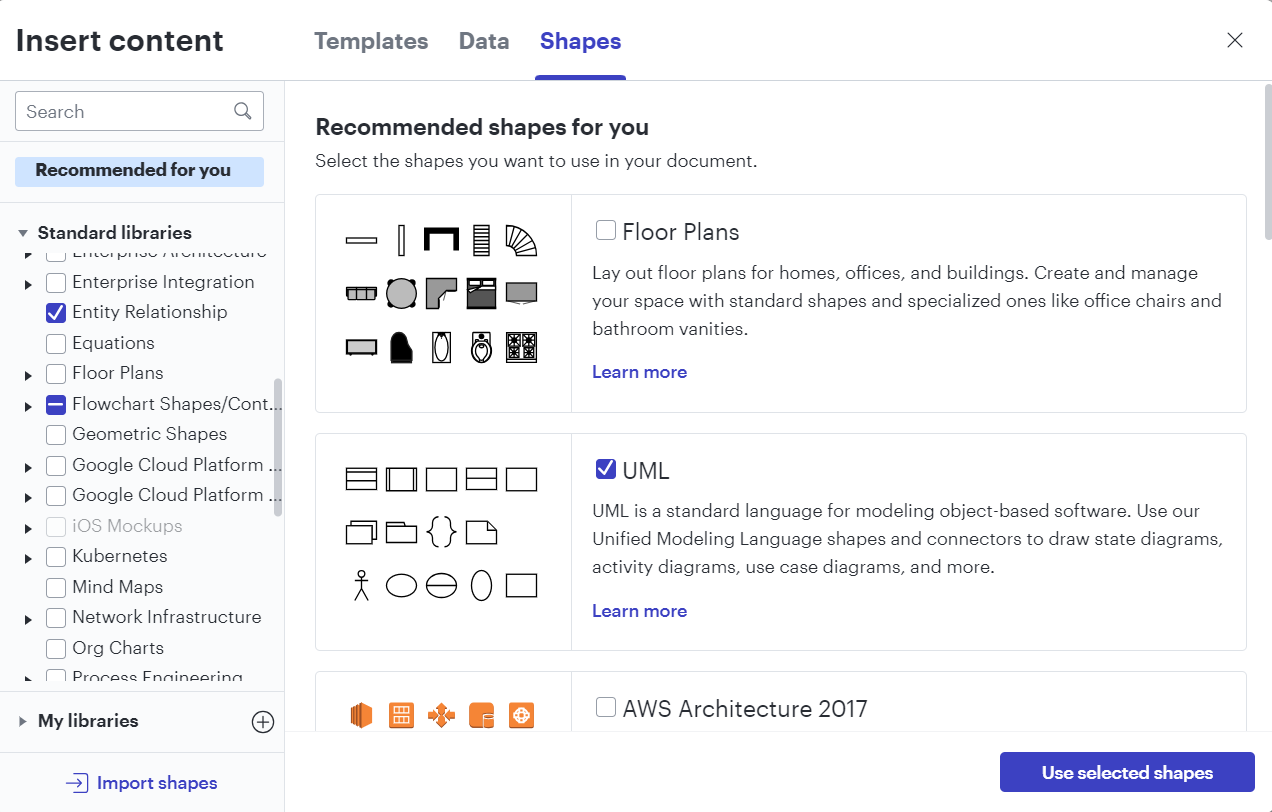 Insert content
Templates
Data
Shapes
Search
Recommended for you
Standard libraries
Enterprise Architecture
Enterprise Integration
Entity Relationship
Equations
Floor Plans
Flowchart Shapes/Cont...
Geometric Shapes
Google Cloud Platform ...
Google Cloud Platform ...
iOS Mockups
Kubernetes
Mind Maps
Network Infrastructure
Org Charts
Process Engineering
My libraries
Import shapes
Recommended shapes for you
Select the shapes you want to use in your document.
Floor Plans
Lay out floor plans for homes, offices, and buildings. Create and manage
your space with standard shapes and specialized ones like office chairs and
bathroom vanities.
Learn more
UML
UML is a standard language for modeling object-based software. Use our
Unified Modeling Language shapes and connectors to draw state diagrams,
activity diagrams, use case diagrams, and more.
Learn more
AWS Architecture 2017
Use selected shapes